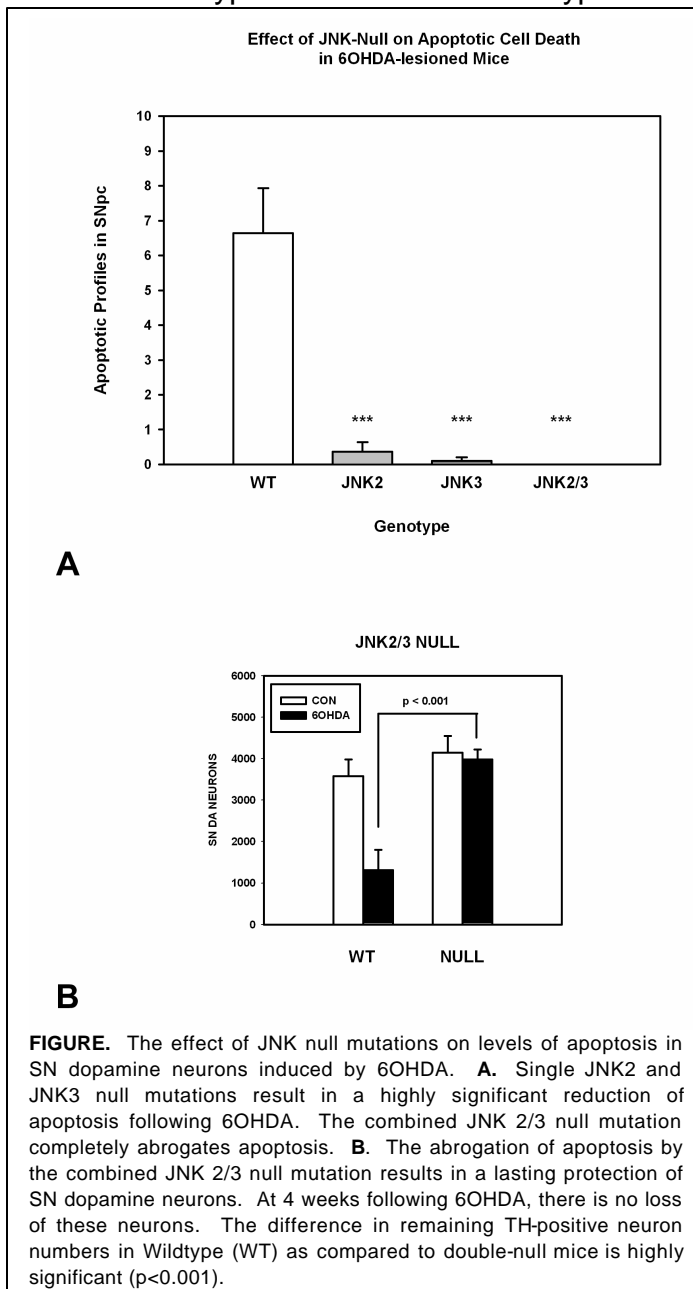 Effect of JNK-Null on Apoptotic Cell Death
in 6OHDA-lesioned Mice
10
9
8
7
6
5
4
3
2
1
0
Apoptotic Profiles in SNpc
*** *** ***
WT JNK2 JNK3 JNK2/3
Genotype
A
JNK2/3 NULL
6000
5000
4000
3000
2000
1000
0
SN DA NEURONS
CON
6OHDA
p < 0.001
WT NULL
B
FIGURE. The effect of JNK null mutations on levels of apoptosis in
SN dopamine neurons induced by 6OHDA. A. Single JNK2 and
JNK3 null mutations result in a highly significant reduction of
apoptosis following 6OHDA. The combined JNK 2/3 null mutation
completely abrogates apoptosis. B. The abrogation of apoptosis by
the combined JNK 2/3 null mutation results in a lasting protection of
SN dopamine neurons. At 4 weeks following 6OHDA, there is no loss
of these neurons. The difference in remaining TH-positive neuron
numbers in Wildtype (WT) as compared to double-null mice is highly
significant (p<0.001).